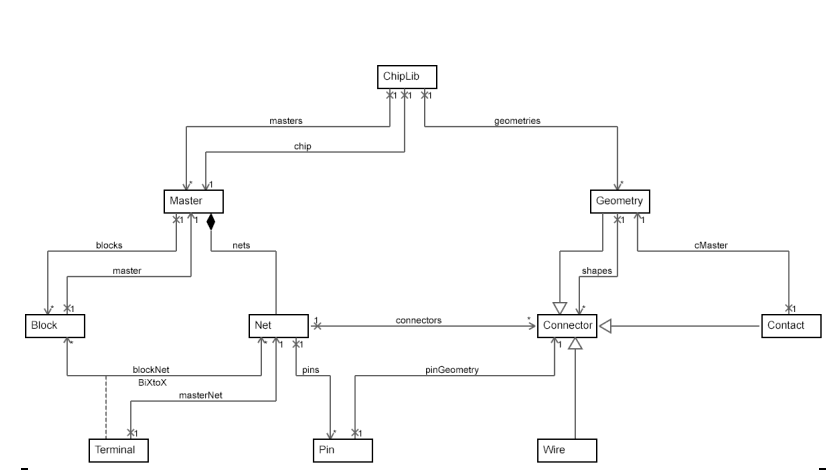 ChipLib
×1 ×1 ×1
masters
geometries
chip
* 1
*
Master
Geometry
×1 1
×1 1
blocks
nets
cMaster
master
shapes
* ×1
*
×1
Block
Net
1
connectors
*
Connector
Contact
* * 1 ×1
1
blockNet
pins
pinGeometry
BiXtoX
masterNet
×1
* ×1
Terminal
Pin
Wire